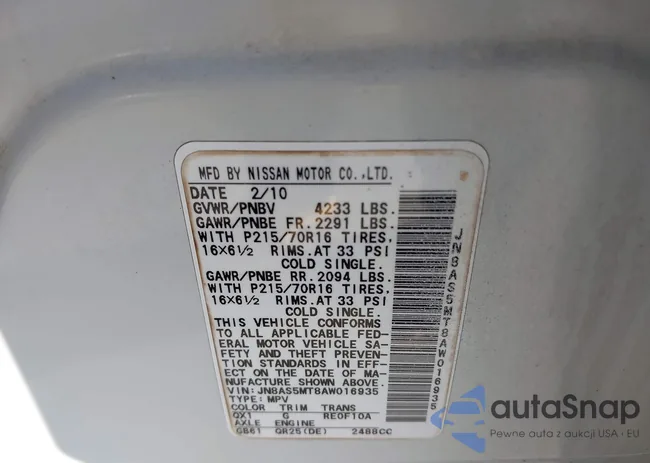 MFD BY NISSAN MOTOR CO.,LTD.
DATE 2/10
GVWR/PNBV 4233 LBS.
GAWR/PNBE FR. 2291 LBS.
WITH P215/70R16 TIRES,
16X6½ RIMS.AT 33 PSI
COLD SINGLE.
GAWR/PNBE RR. 2094 LBS.
WITH P215/70R16 TIRES.
16X6½ RIMS.AT 33 PSI
COLD SINGLE.
THIS VEHICLE CONFORMS
TO ALL APPLICABLE FED-
ERAL MOTOR VEHICLE SA-
FETY AND THEFT PREVEN-
TION STANDARDS IN EFF-
ECT ON THE DATE OF MA-
NUFACTURE SHOWN ABOVE.
VIN: JN8AS5MT8AW016935
TYPE: MPV
COLOR TRIM TRANS
QX1 G RE0F10A
AXLE ENGINE
GB61 QR25(DE) 2488CC
JN8AS5MT8AW016935
autoSnap
Pewne auta z aukcji USA · EU